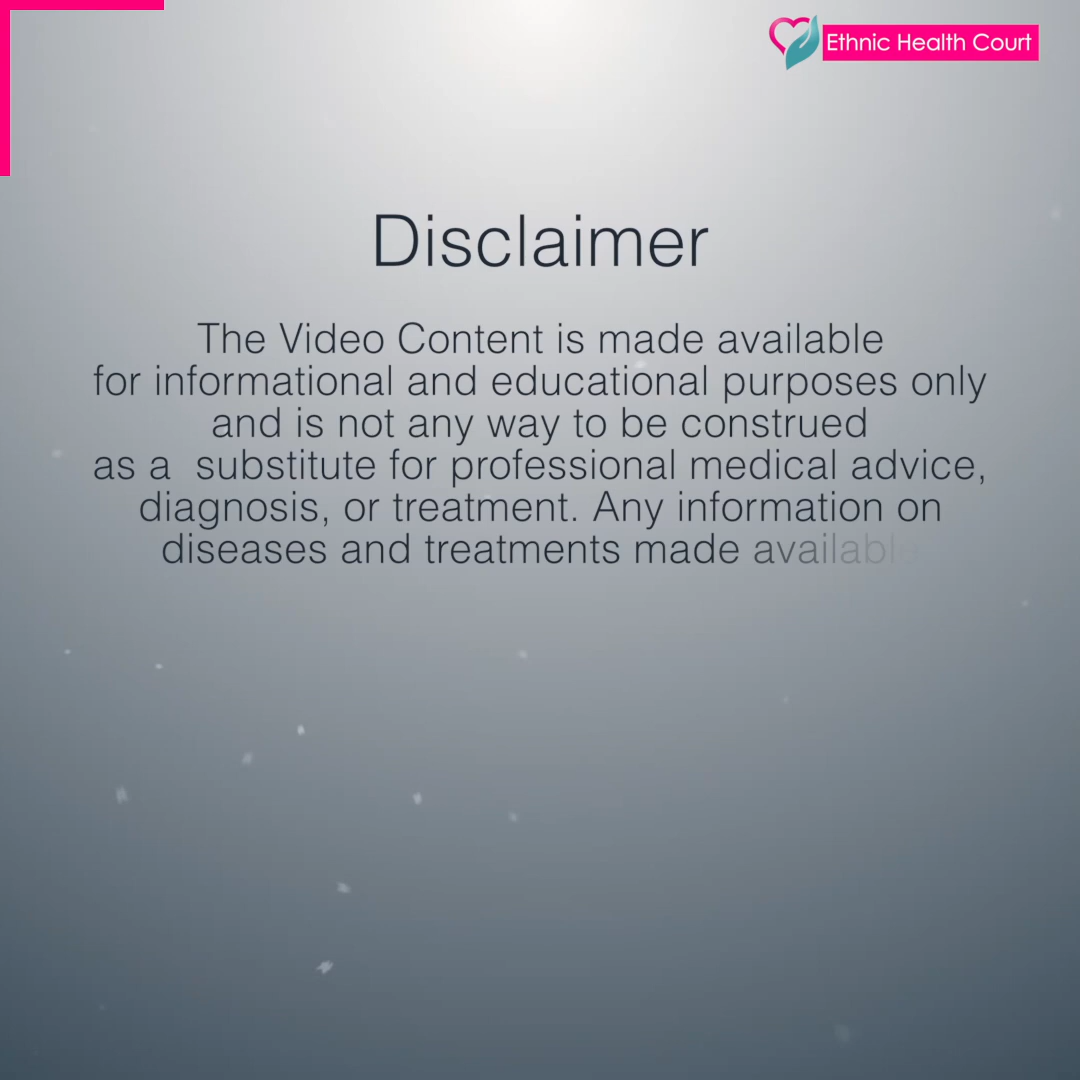 Ethnic Health Court
Disclaimer
The Video Content is made available
for informational and educational purposes only
and is not any way to be construed
as a  substitute for professional medical advice,
diagnosis, or treatment. Any information on
diseases and treatments made available